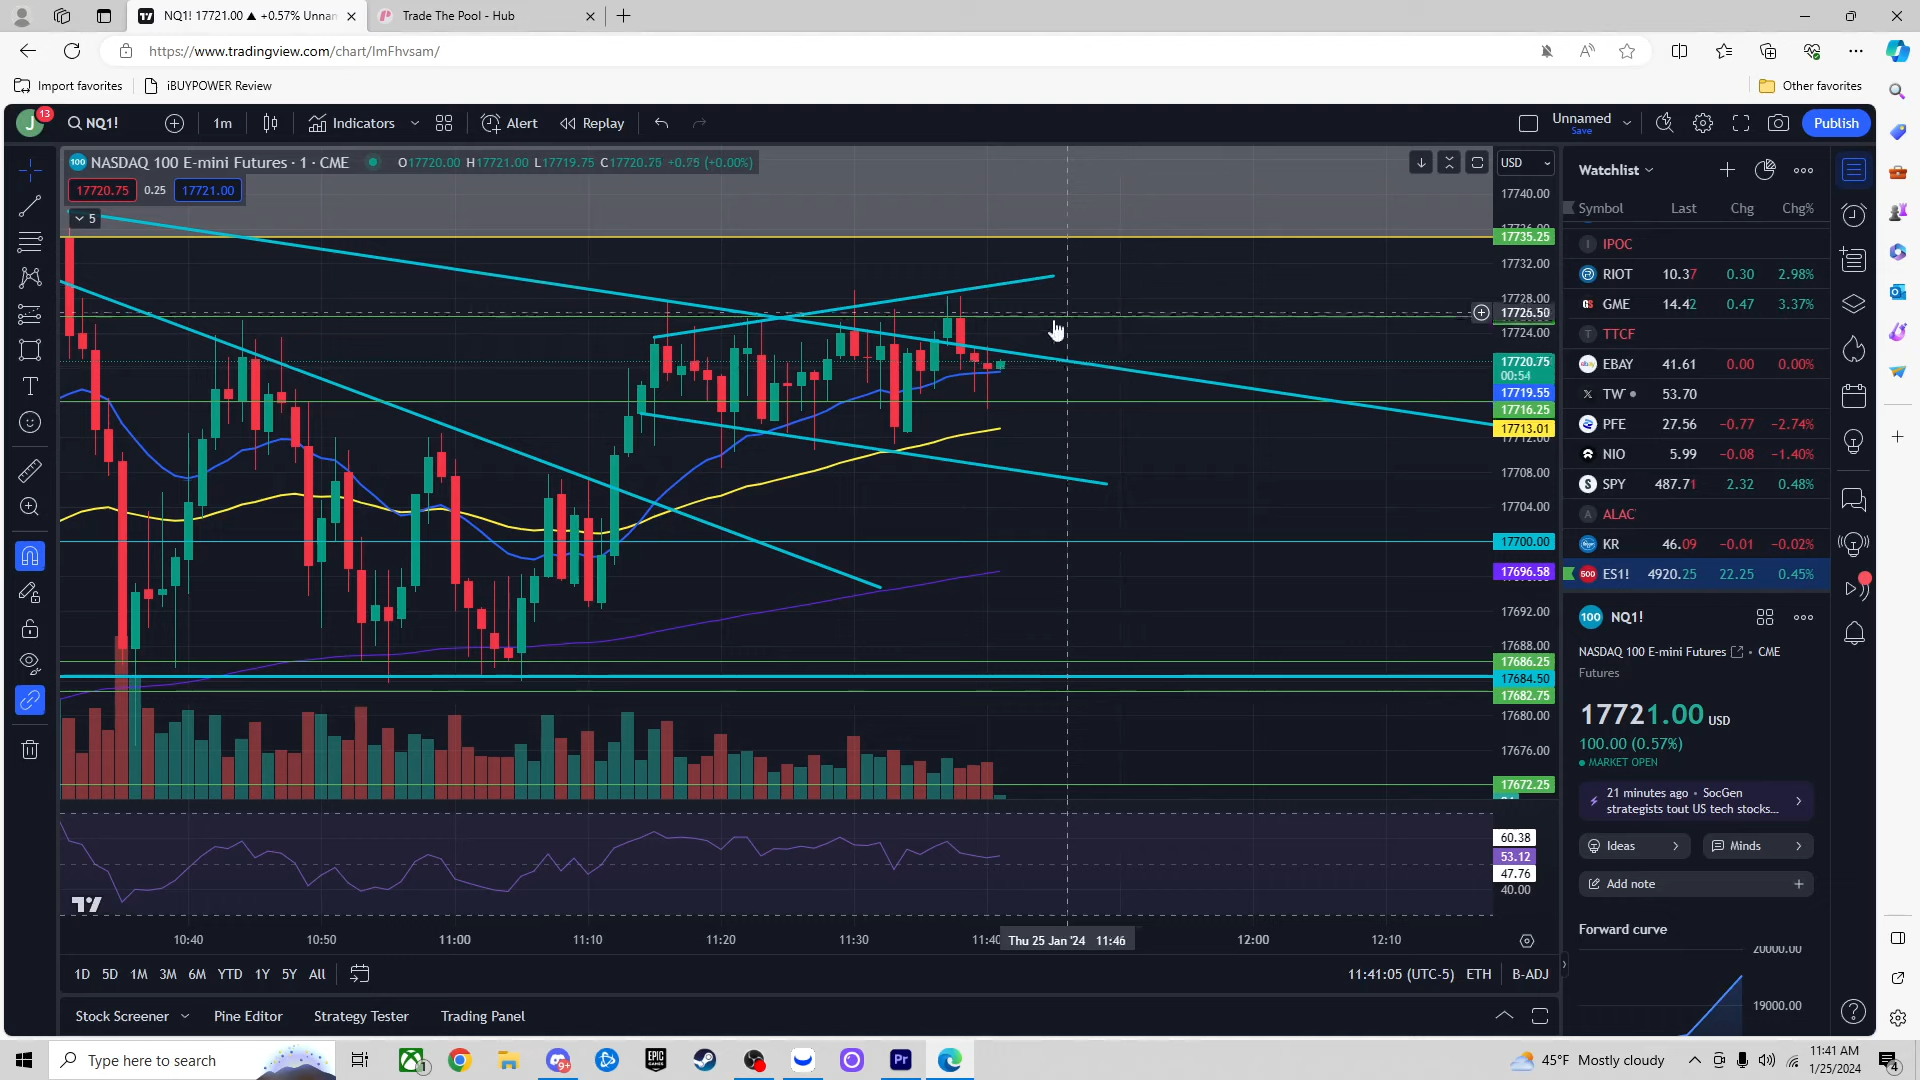 NQ1! 17721.00 ▲ +0.57% Unnan
Trade The Pool - Hub
https://www.tradingview.com/chart/ImFhvsam/
Import favorites
iBUYPOWER Review
Other favorites
J 13
NQ1!
1m
Indicators
Alert
Replay
Unnamed
Save
Publish
100 NASDAQ 100 E-mini Futures · 1 · CME
O17720.00 H17721.00 L17719.75 C17720.75 +0.75 (+0.00%)
17720.75 0.25 17721.00
5
USD
17740.00
17735.25
17732.00
17728.00
17726.50
17724.00
17720.75
00:54
17719.55
17716.25
17713.01
17712.00
17708.00
17704.00
17700.00
17696.58
17692.00
17688.00
17686.25
17684.50
17682.75
17680.00
17676.00
17672.25
60.38
53.12
47.76
40.00
10:40 10:50 11:00 11:10 11:20 11:30 11:40 Thu 25 Jan '24 11:46 12:00 12:10
1D 5D 1M 3M 6M YTD 1Y 5Y All
11:41:05 (UTC-5) ETH B-ADJ
Stock Screener Pine Editor Strategy Tester Trading Panel
Watchlist
Symbol Last Chg Chg%
I IPOC
RIOT 10.37 0.30 2.98%
GME 14.42 0.47 3.37%
T TTCF
EBAY 41.61 0.00 0.00%
TW 53.70
PFE 27.56 −0.77 −2.74%
NIO 5.99 −0.08 −1.40%
S SPY 487.71 2.32 0.48%
A ALAC
KR 46.09 −0.01 −0.02%
500 ES1! 4920.25 22.25 0.45%
100 NQ1!
NASDAQ 100 E-mini Futures • CME
Futures
17721.00 USD
100.00 (0.57%)
MARKET OPEN
21 minutes ago • SocGen
strategists tout US tech stocks...
Ideas
Minds
Add note
Forward curve
20000.00
19000.00
Type here to search
1
9+
EPIC GAMES
Pr
45°F Mostly cloudy
11:41 AM
1/25/2024
4